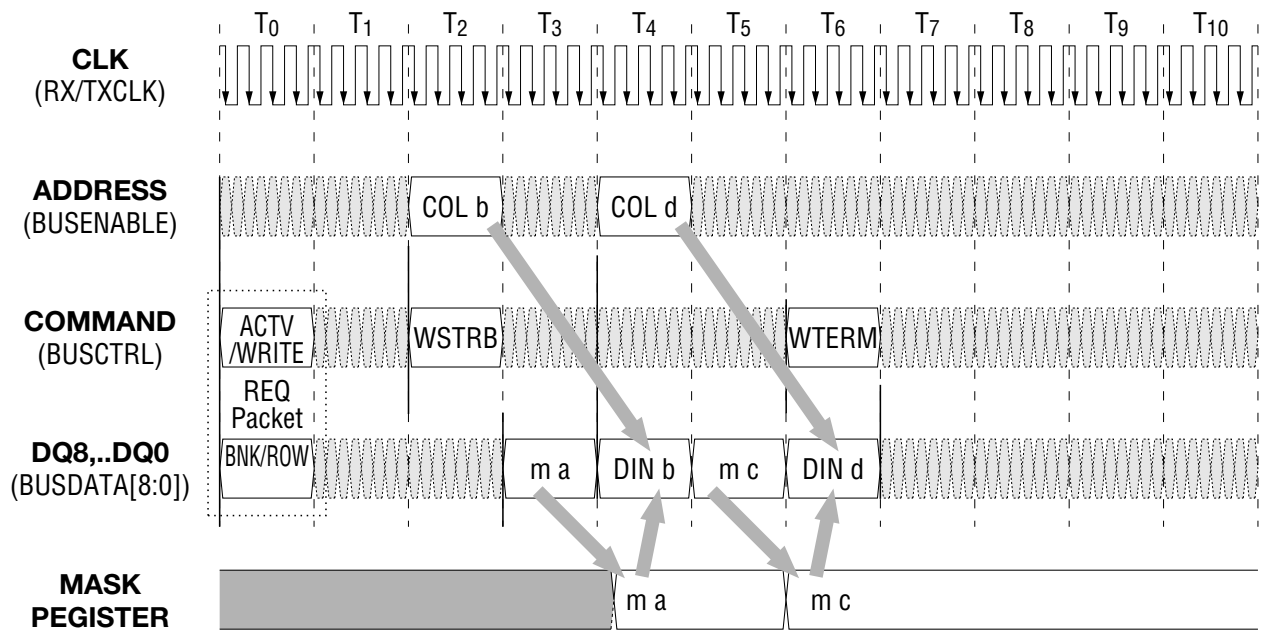 T0 T1 T2 T3 T4 T5 T6 T7 T8 T9 T10
CLK
(RX/TXCLK)
ADDRESS
(BUSENABLE)
COL b COL d
COMMAND
(BUSCTRL)
ACTV
/WRITE
WSTRB WTERM
REQ
Packet
DQ8,..DQ0
(BUSDATA[8:0])
BNK/ROW m a DIN b m c DIN d
MASK
PEGISTER
m a m c